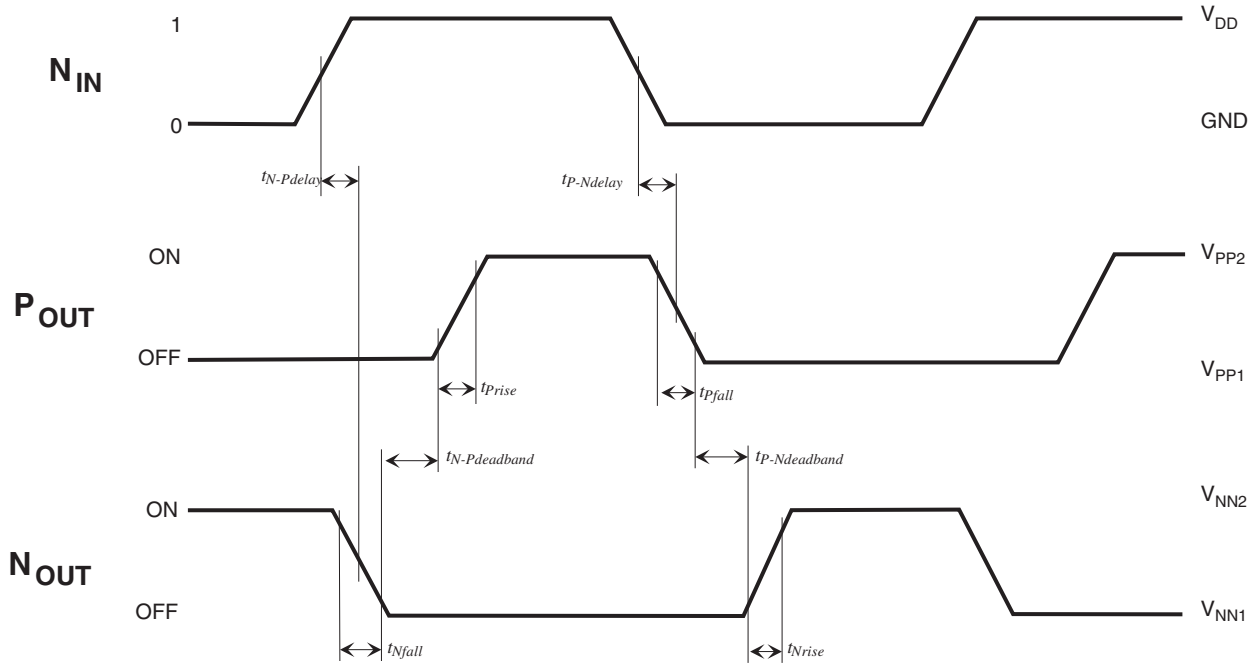 1
V_DD
N_IN
0
GND
t_N-Pdelay
t_P-Ndelay
ON
V_PP2
P_OUT
OFF
V_PP1
t_Prise
t_Pfall
t_N-Pdeadband
t_P-Ndeadband
ON
V_NN2
N_OUT
OFF
V_NN1
t_Nfall
t_Nrise